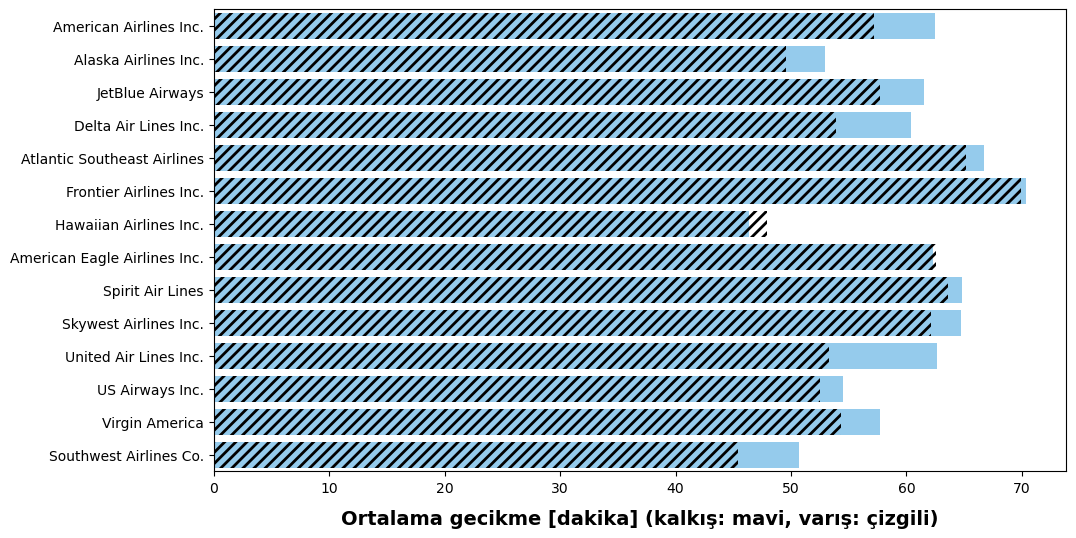 American Airlines Inc.
Alaska Airlines Inc.
JetBlue Airways
Delta Air Lines Inc.
Atlantic Southeast Airlines
Frontier Airlines Inc.
Hawaiian Airlines Inc.
American Eagle Airlines Inc.
Spirit Air Lines
Skywest Airlines Inc.
United Air Lines Inc.
US Airways Inc.
Virgin America
Southwest Airlines Co.
0 10 20 30 40 50 60 70
Ortalama gecikme [dakika] (kalkış: mavi, varış: çizgili)